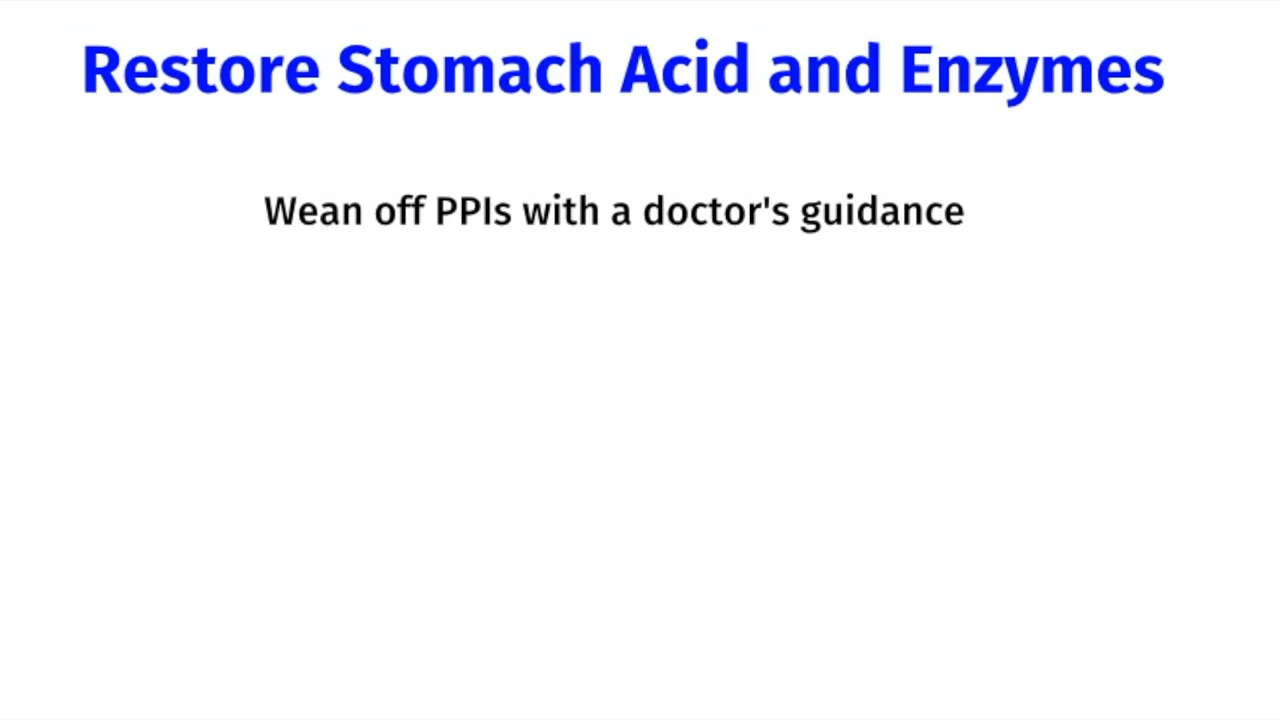 Restore Stomach Acid and Enzymes
Wean off PPIs with a doctor's guidance